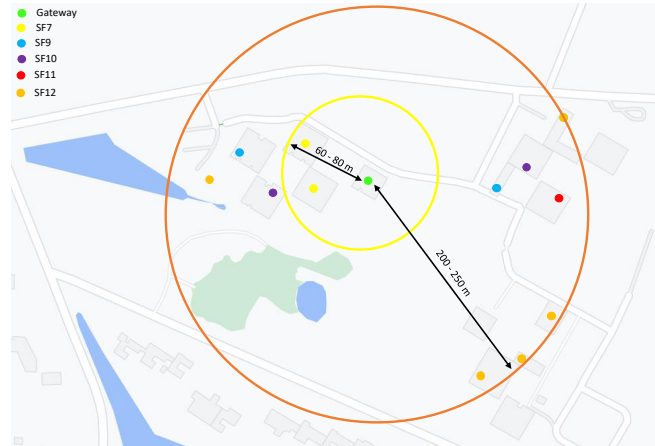 Gateway
SF7
SF9
SF10
SF11
SF12
60 - 80 m
200 - 250 m